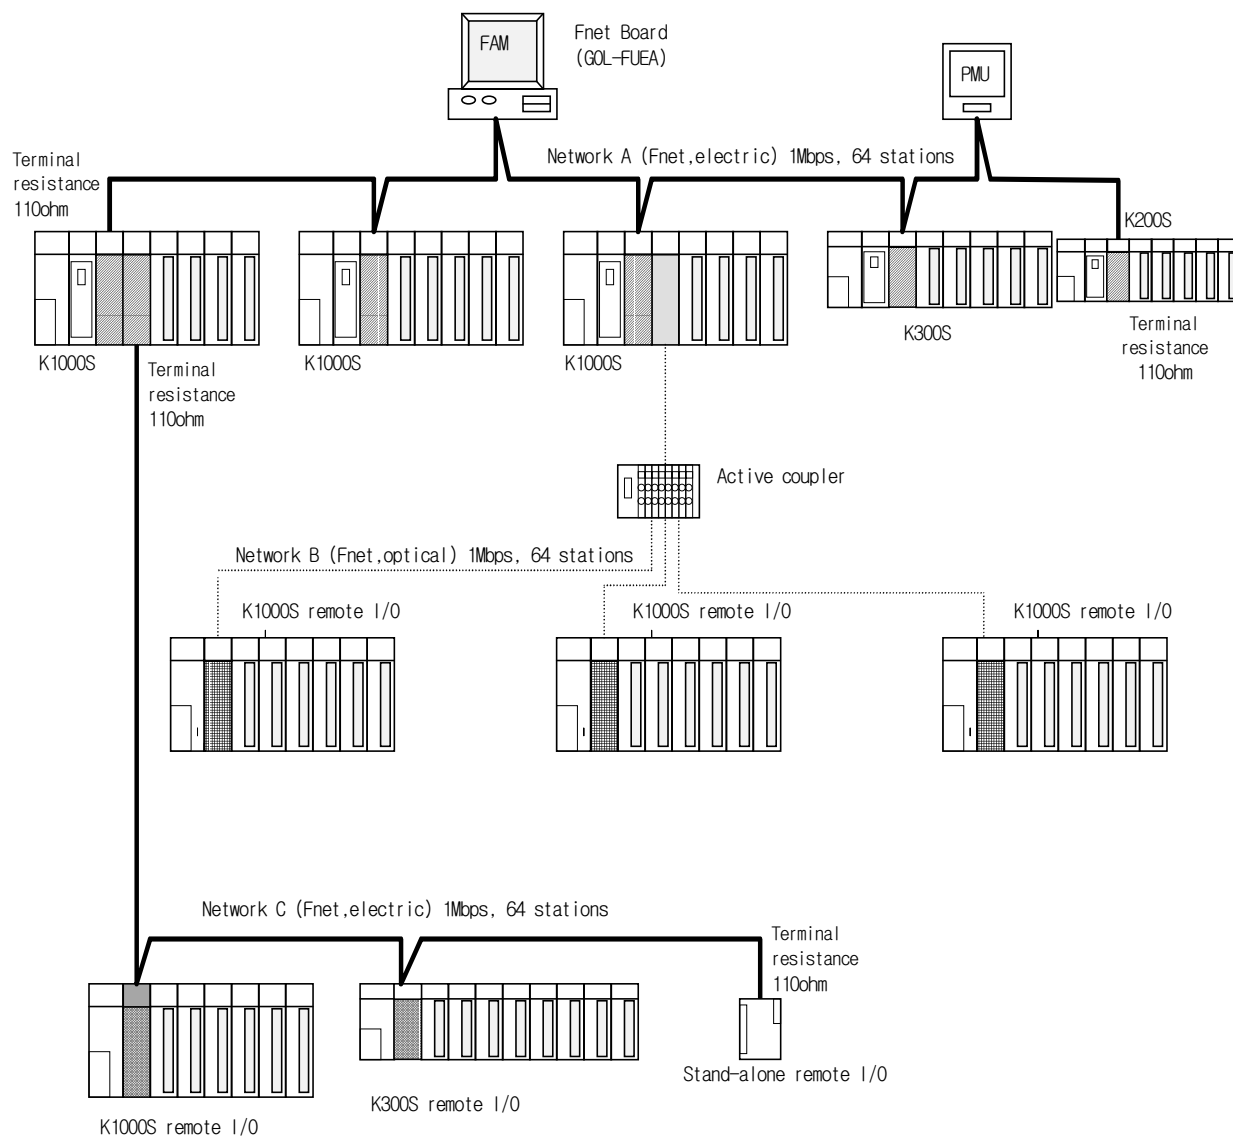 FAM
Fnet Board
(GOL-FUEA)
PMU
Network A (Fnet,electric) 1Mbps, 64 stations
Terminal
resistance
110ohm
K200S
K1000S
K1000S
K1000S
K300S
Terminal
resistance
110ohm
Terminal
resistance
110ohm
Active coupler
Network B (Fnet,optical) 1Mbps, 64 stations
K1000S remote I/O
K1000S remote I/O
K1000S remote I/O
Network C (Fnet,electric) 1Mbps, 64 stations
Terminal
resistance
110ohm
Stand-alone remote I/O
K300S remote I/O
K1000S remote I/O